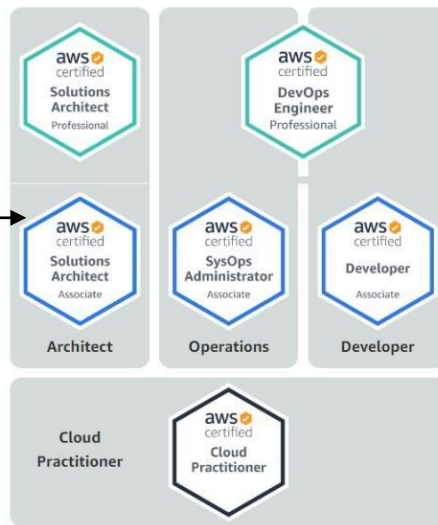 aws
certified
Solutions
Architect
Professional
aws
certified
DevOps
Engineer
Professional
aws
certified
Solutions
Architect
Associate
aws
certified
SysOps
Administrator
Associate
aws
certified
Developer
Associate
Architect
Operations
Developer
Cloud
Practitioner
aws
certified
Cloud
Practitioner